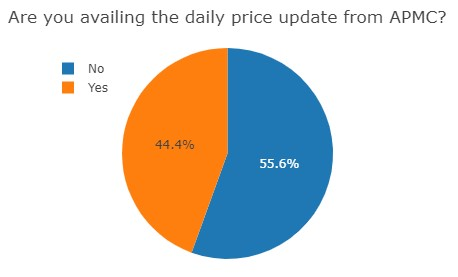 Are you availing the daily price update from APMC?
No
Yes
44.4%
55.6%